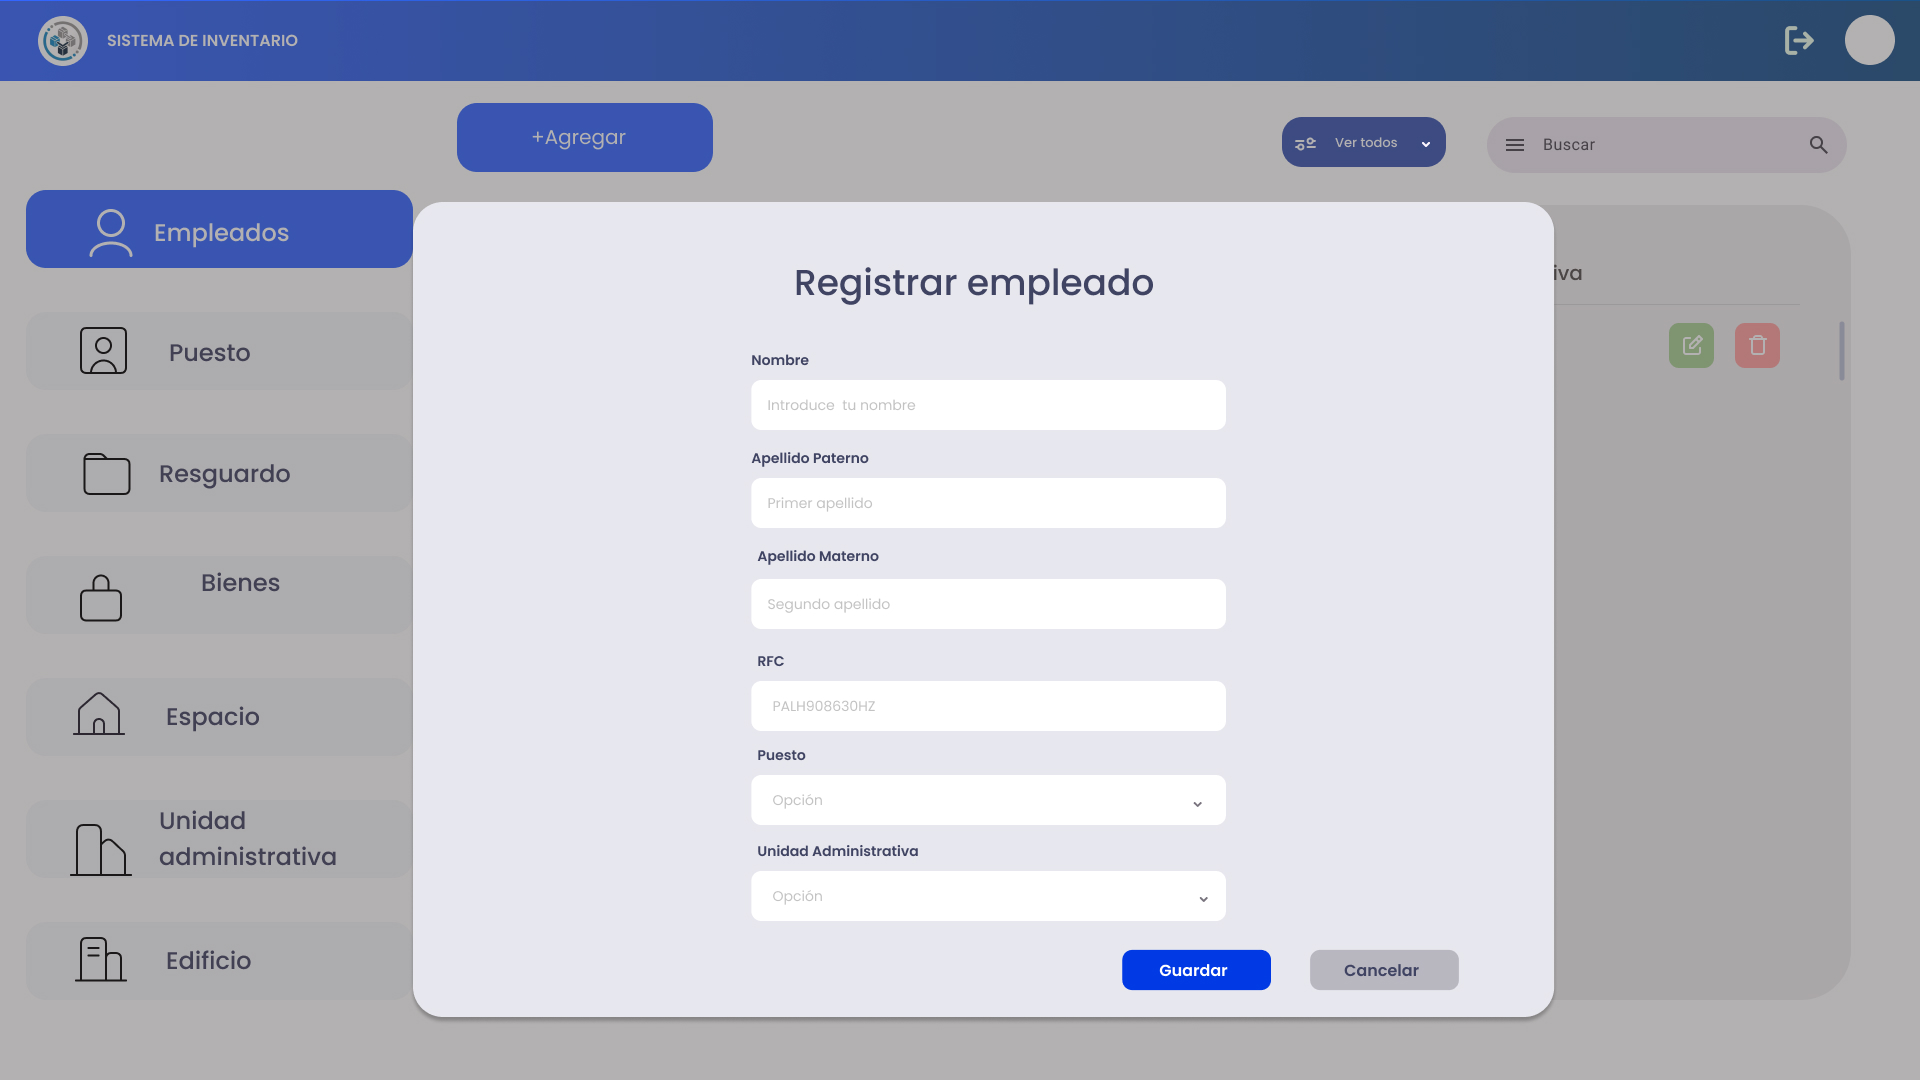 SISTEMA DE INVENTARIO
+Agregar
Ver todos
Buscar
Empleados
Puesto
Resguardo
Bienes
Espacio
Unidad
administrativa
Edificio
iva
Registrar empleado
Nombre
Introduce  tu nombre
Apellido Paterno
Primer apellido
Apellido Materno
Segundo apellido
RFC
PALH908630HZ
Puesto
Opción
Unidad Administrativa
Opción
Guardar
Cancelar